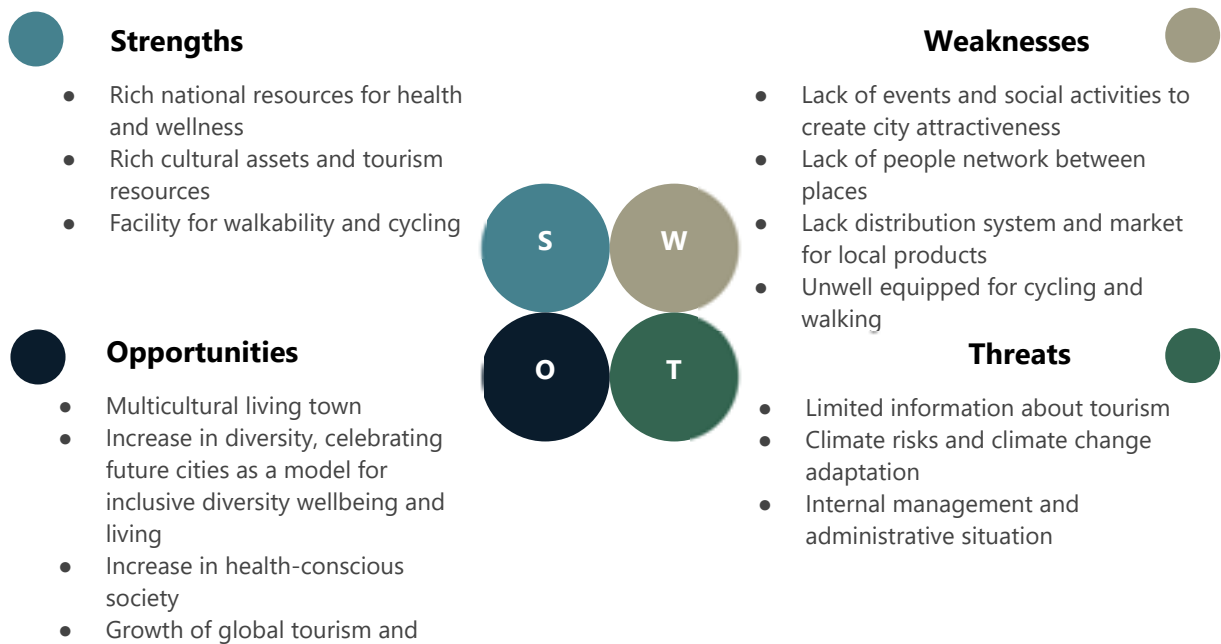 Strengths
● Rich national resources for health
and wellness
● Rich cultural assets and tourism
resources
● Facility for walkability and cycling
Weaknesses
● Lack of events and social activities to
create city attractiveness
● Lack of people network between
places
● Lack distribution system and market
for local products
● Unwell equipped for cycling and
walking
S
W
O
T
Opportunities
● Multicultural living town
● Increase in diversity, celebrating
future cities as a model for
inclusive diversity wellbeing and
living
● Increase in health-conscious
society
● Growth of global tourism and
Threats
● Limited information about tourism
● Climate risks and climate change
adaptation
● Internal management and
administrative situation